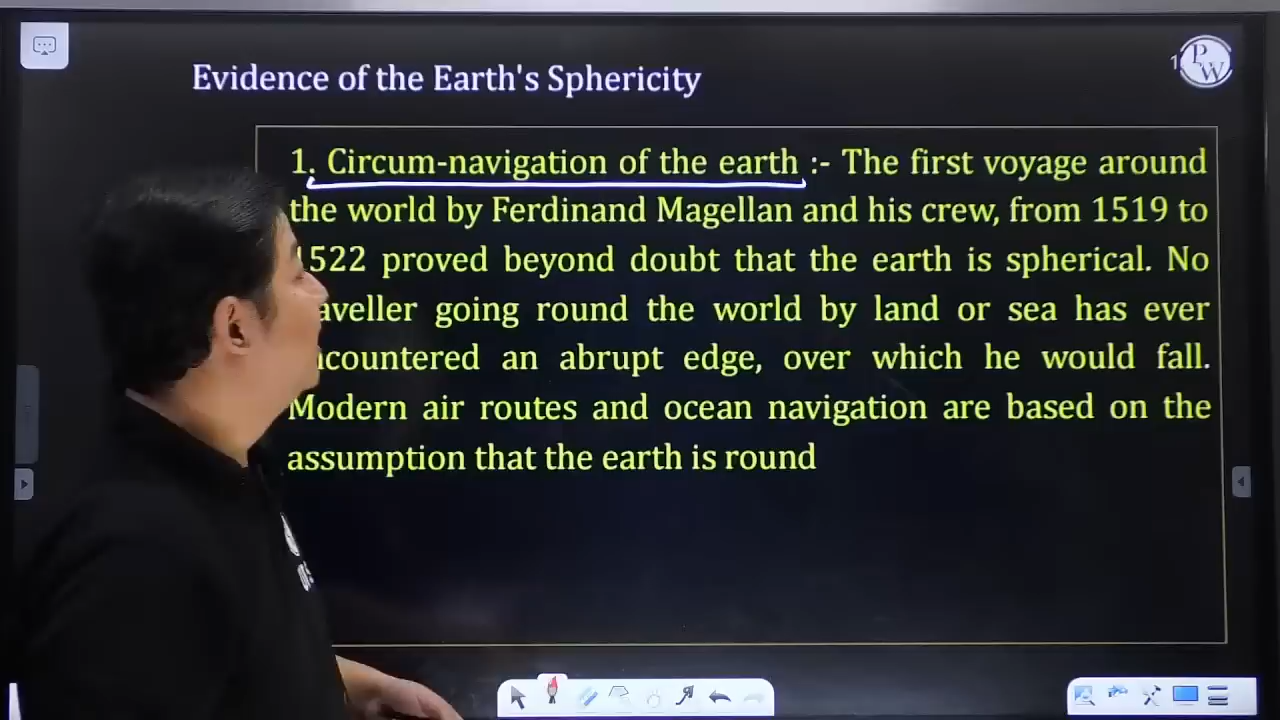 Evidence of the Earth's Sphericity
PW
1. Circum-navigation of the earth :- The first voyage around
the world by Ferdinand Magellan and his crew, from 1519 to
1522 proved beyond doubt that the earth is spherical. No
aveller going round the world by land or sea has ever
countered an abrupt edge, over which he would fall.
Modern air routes and ocean navigation are based on the
assumption that the earth is round